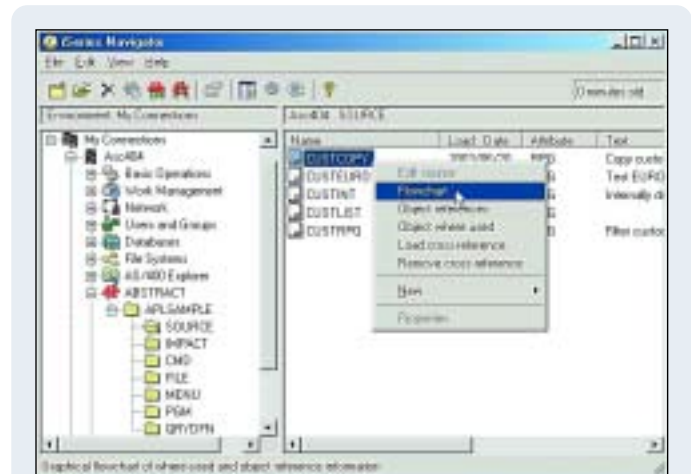 iSeries Navigator
File Edit View Help
0 minutes old
Environment: My Connections
Asc404: SOURCE
My Connections
Asc404
Basic Operations
Work Management
Network
Users and Groups
Databases
File Systems
AS/400 Explorer
ABSTRACT
APLSAMPLE
SOURCE
IMPACT
CMD
FILE
MENU
PGM
QRYDFN
Name Load Date Attribute Text
CUSTCOPY Copy custo
CUSTEURO Test EURO
CUSTINT Internally d
CUSTLIST
CUSTRPG Filter custo
Edit source
Flowchart
Object references
Object where used
Load cross reference
Remove cross reference
New
Properties
Graphical flowchart of where used and object reference information